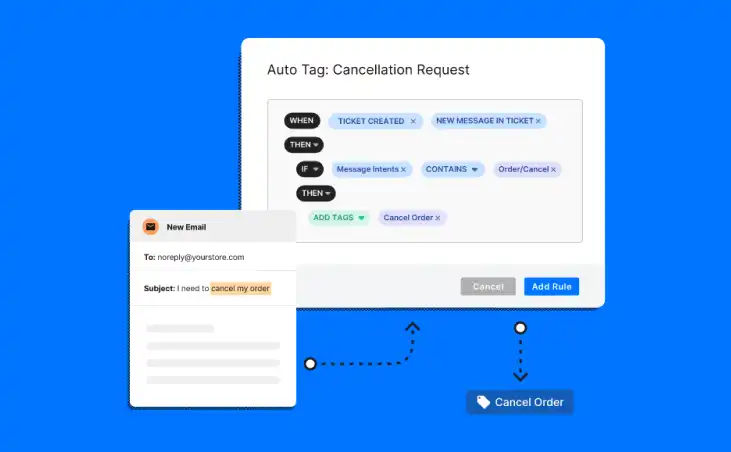 Auto Tag: Cancellation Request
WHEN TICKET CREATED × NEW MESSAGE IN TICKET ×
THEN
IF Message Intents × CONTAINS Order/Cancel ×
THEN
ADD TAGS Cancel Order ×
Cancel Add Rule
New Email
To: noreply@yourstore.com
Subject: I need to cancel my order
Cancel Order